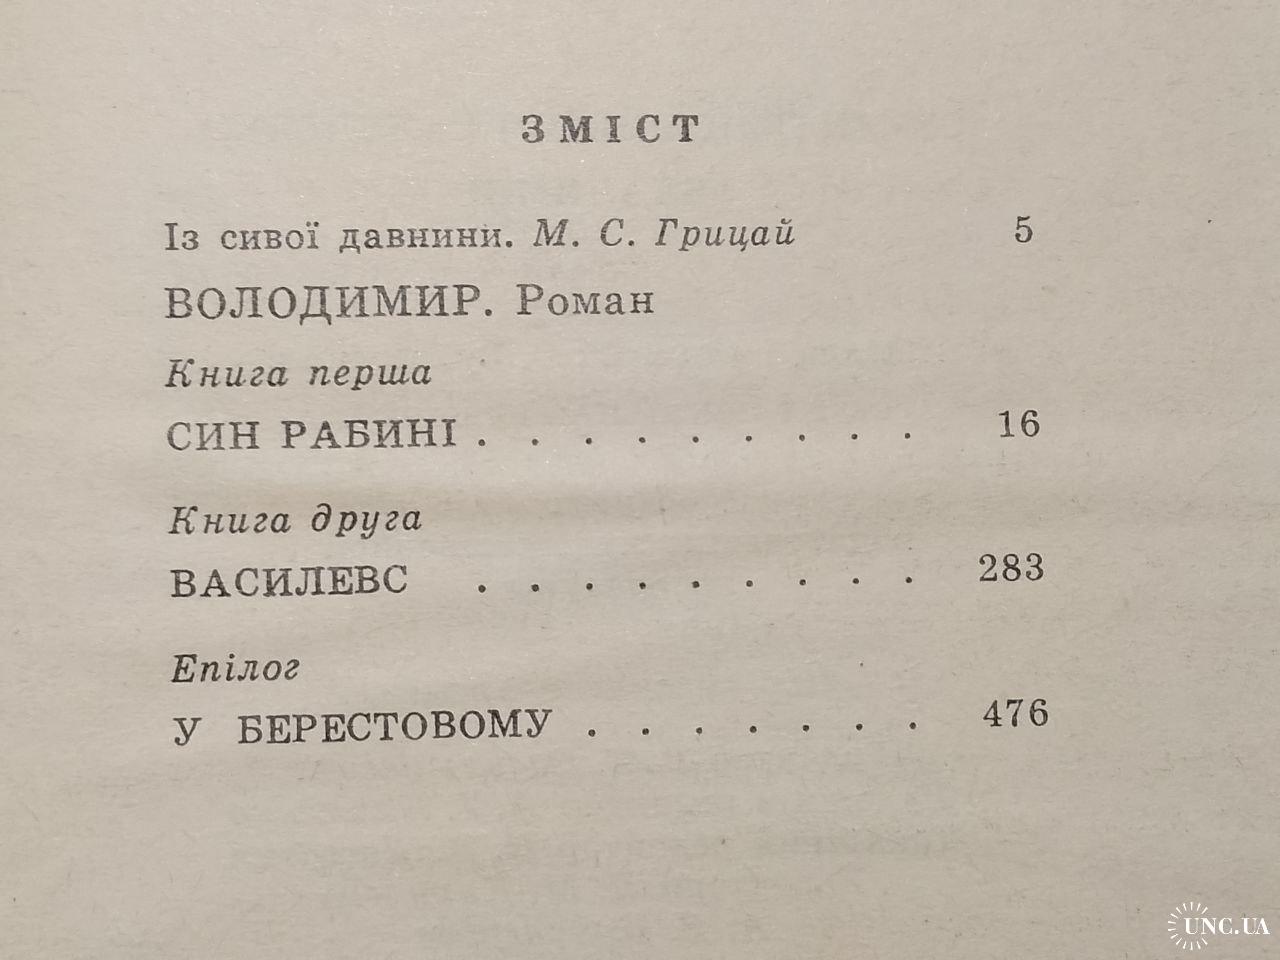 ЗМІСТ
Із сивої давнини. М. С. Грицай 5
ВОЛОДИМИР. Роман
Книга перша
СИН РАБИНІ . . . . . . . . . 16
Книга друга
ВАСИЛЕВС . . . . . . . . . 283
Епілог
У БЕРЕСТОВОМУ . . . . . . . 476
UNC.UA